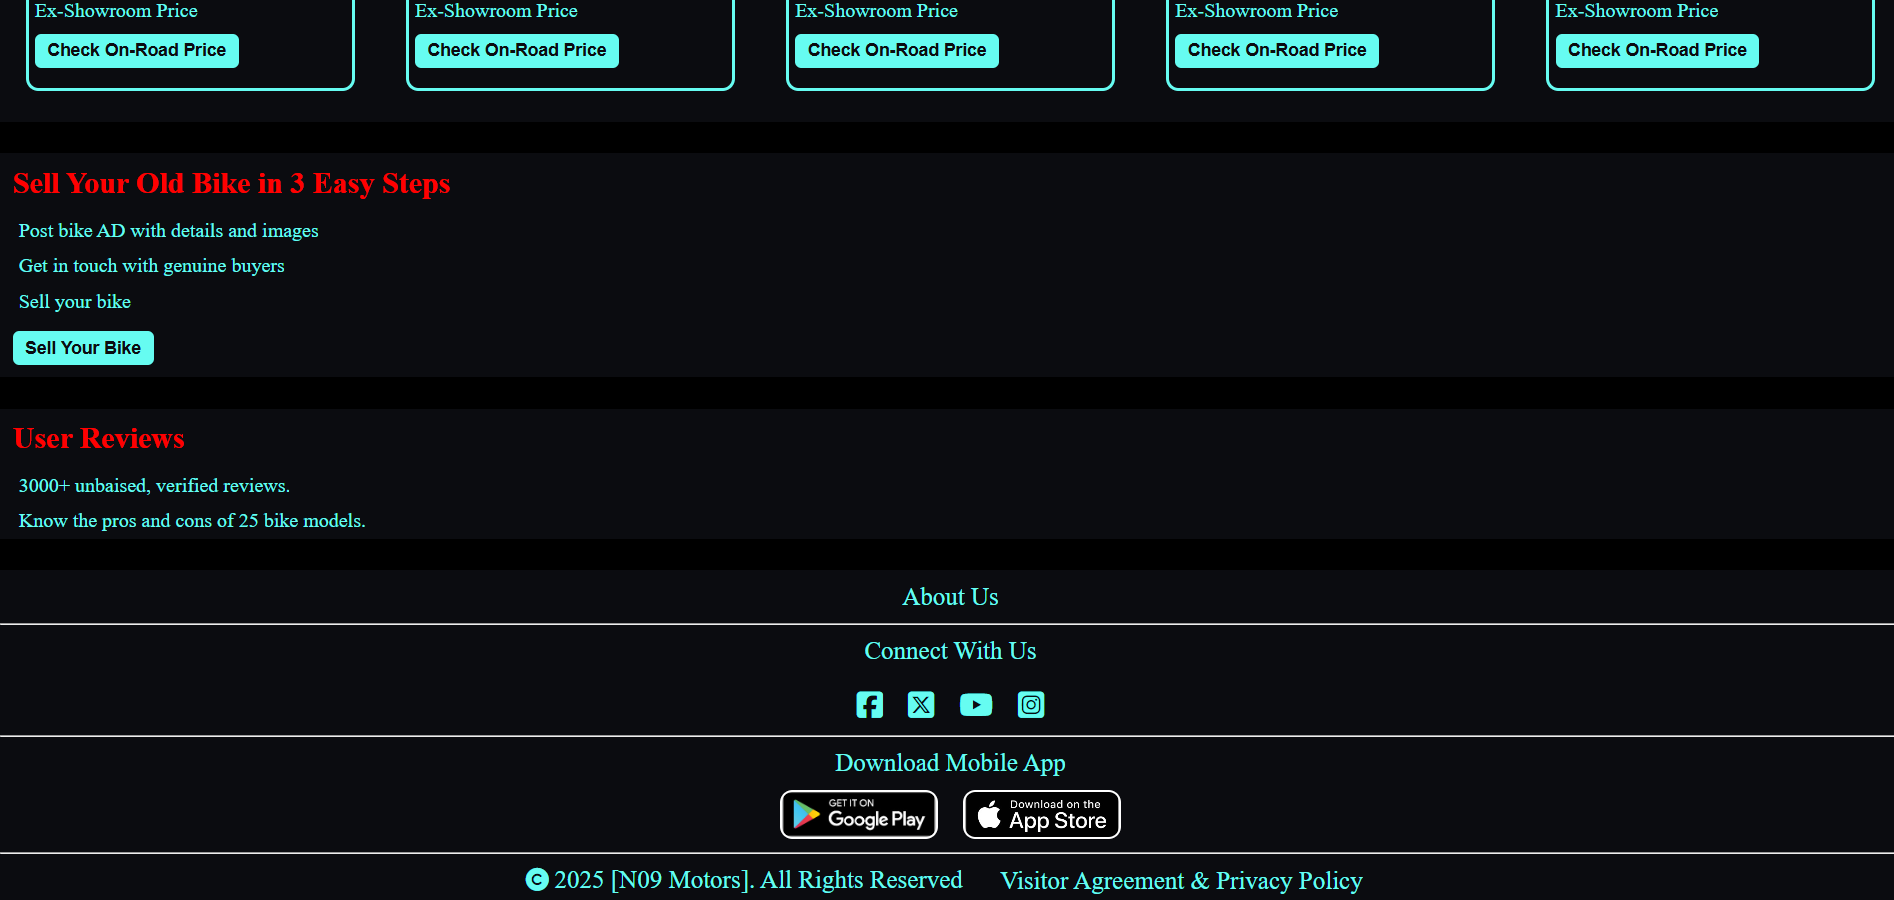 Ex-Showroom Price Ex-Showroom Price Ex-Showroom Price Ex-Showroom Price Ex-Showroom Price
Check On-Road Price Check On-Road Price Check On-Road Price Check On-Road Price Check On-Road Price
Sell Your Old Bike in 3 Easy Steps
Post bike AD with details and images
Get in touch with genuine buyers
Sell your bike
Sell Your Bike
User Reviews
3000+ unbaised, verified reviews.
Know the pros and cons of 25 bike models.
About Us
Connect With Us
Download Mobile App
GET IT ON
Google Play
Download on the
App Store
© 2025 [N09 Motors]. All Rights Reserved Visitor Agreement & Privacy Policy